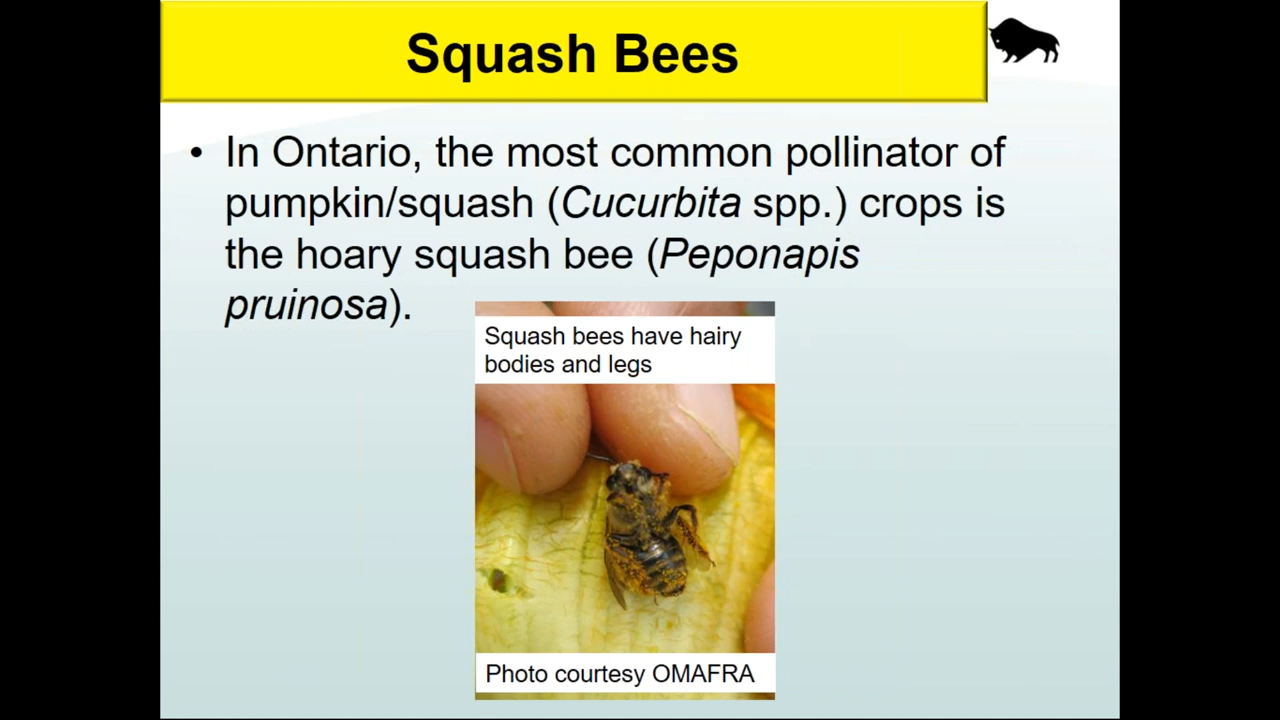 Squash Bees
• In Ontario, the most common pollinator of
pumpkin/squash (Cucurbita spp.) crops is
the hoary squash bee (Peponapis
pruinosa).
Squash bees have hairy
bodies and legs
Photo courtesy OMAFRA